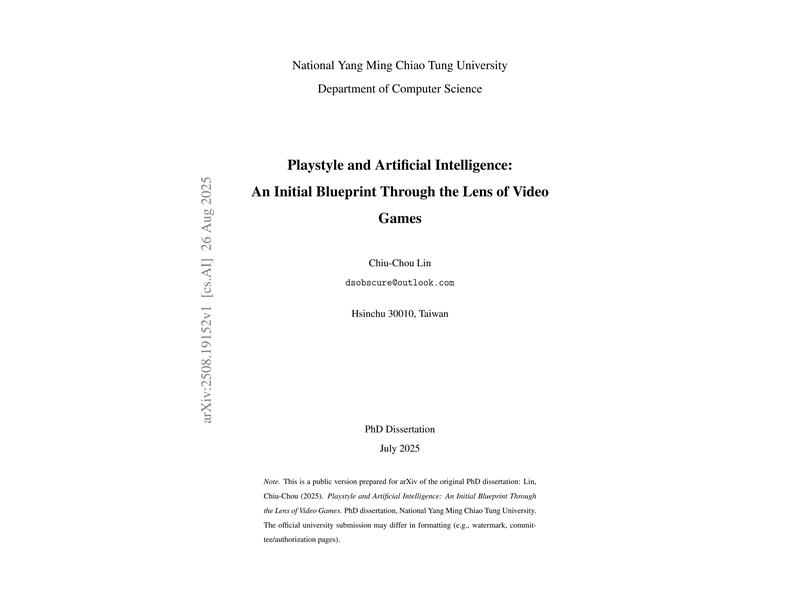 National Yang Ming Chiao Tung University
Department of Computer Science
Playstyle and Artificial Intelligence:
An Initial Blueprint Through the Lens of Video
Games
Chiu-Chou Lin
dsobscure@outlook.com
Hsinchu 30010, Taiwan
arXiv:2508.19152v1 [cs.AI] 26 Aug 2025
PhD Dissertation
July 2025
Note. This is a public version prepared for arXiv of the original PhD dissertation: Lin,
Chiu-Chou (2025). Playstyle and Artificial Intelligence: An Initial Blueprint Through
the Lens of Video Games. PhD dissertation, National Yang Ming Chiao Tung University.
The official university submission may differ in formatting (e.g., watermark, commit-
tee/authorization pages).